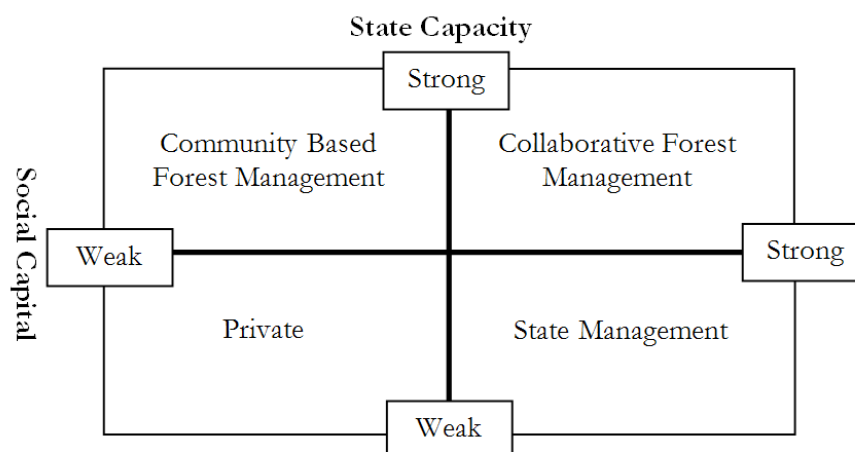 State Capacity
Strong
Community Based
Forest Management
Collaborative Forest
Management
Social Capital
Weak
Strong
Private
State Management
Weak